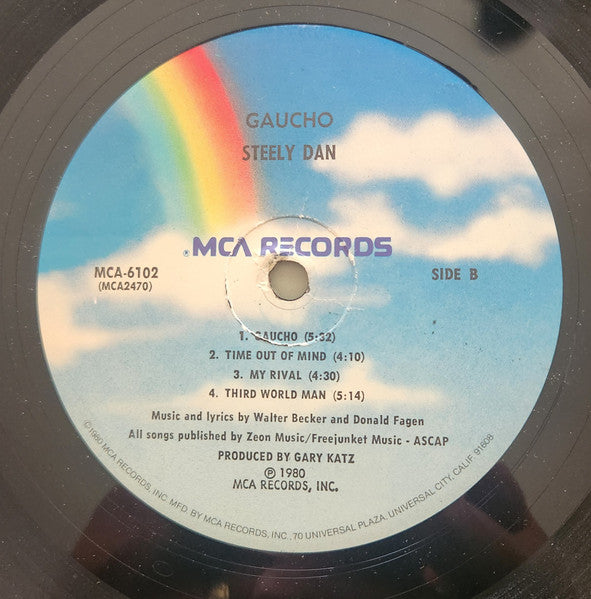 GAUCHO
STEELY DAN
® MCA RECORDS
MCA-6102
(MCA2470)
SIDE B
1. GAUCHO (5:32)
2. TIME OUT OF MIND (4:10)
3. MY RIVAL (4:30)
4. THIRD WORLD MAN (5:14)
Music and lyrics by Walter Becker and Donald Fagen
All songs published by Zeon Music/Freejunket Music - ASCAP
PRODUCED BY GARY KATZ
℗ 1980
MCA RECORDS, INC.
©1980 MCA RECORDS, INC. MFD. BY MCA RECORDS, INC., 70 UNIVERSAL PLAZA, UNIVERSAL CITY, CALIF. 91608